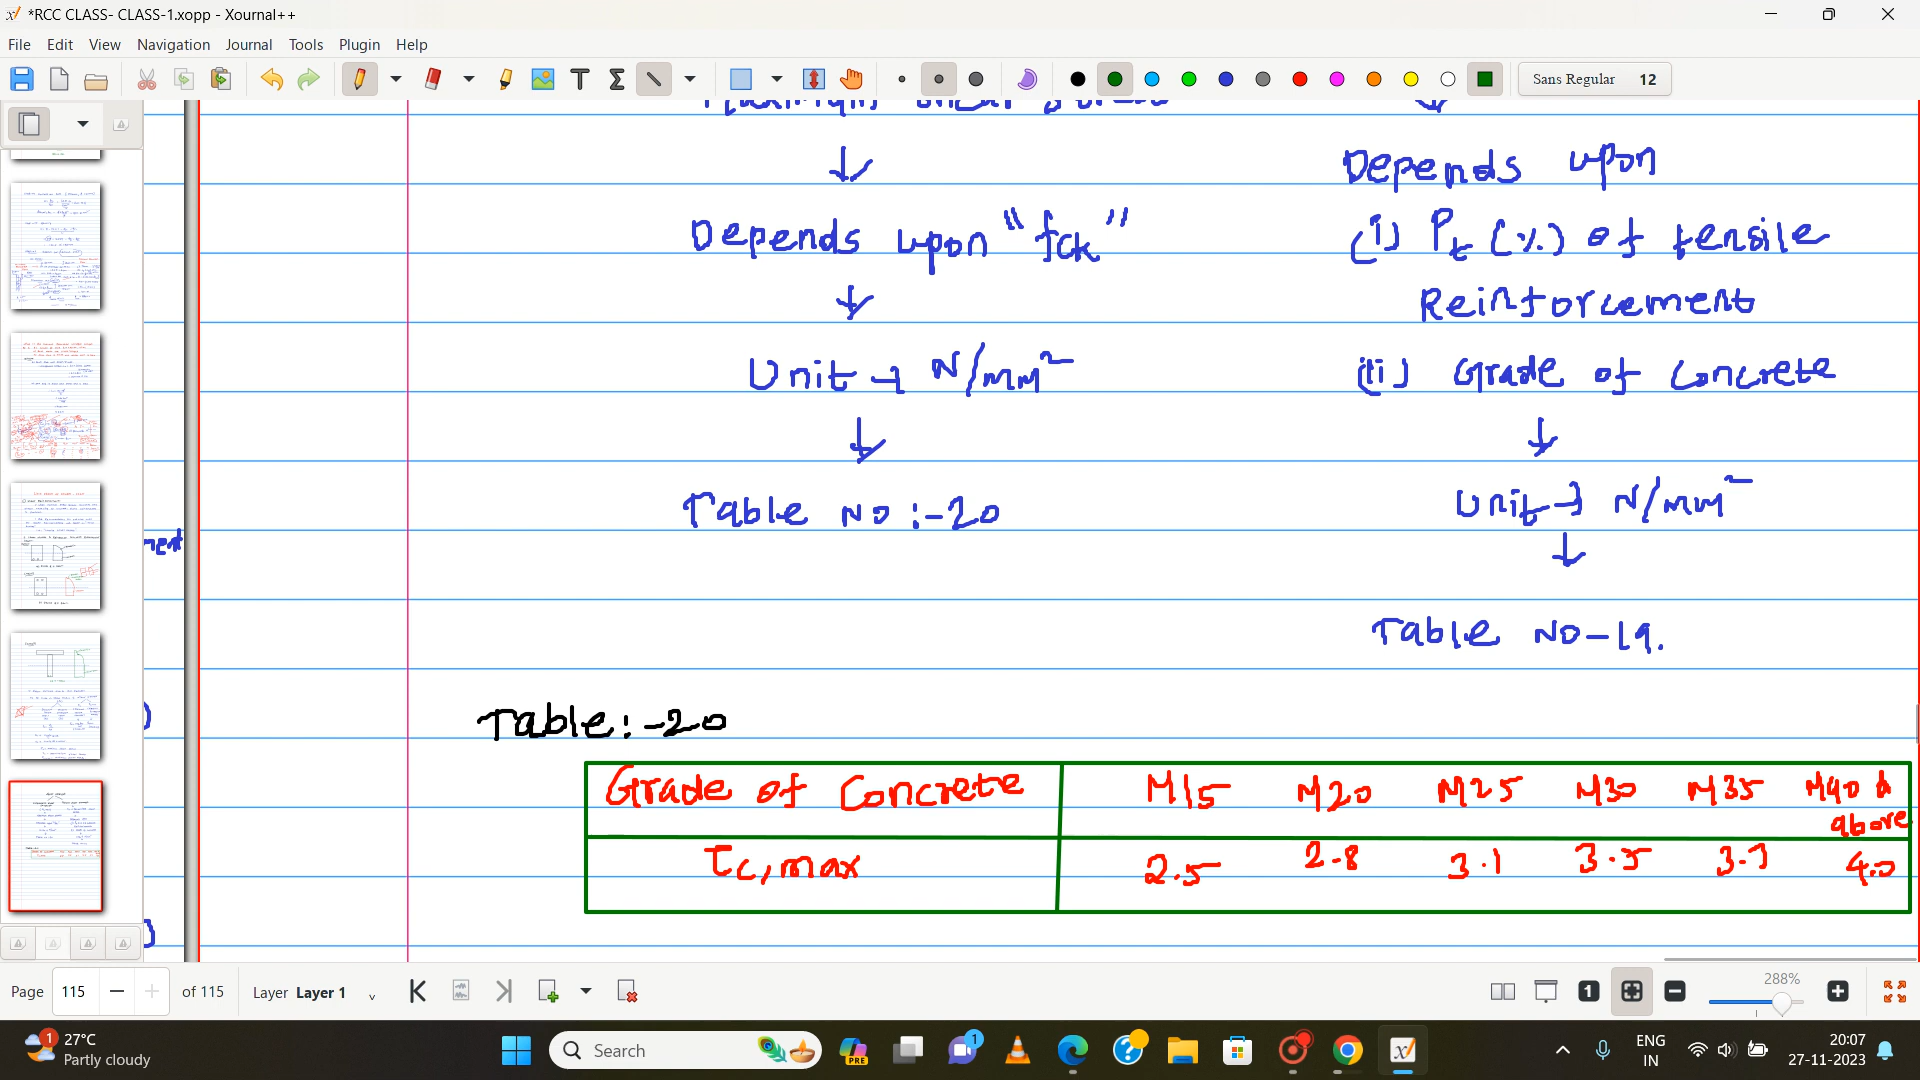 *RCC CLASS- CLASS-1.xopp - Xournal++
File Edit View Navigation Journal Tools Plugin Help
Sans Regular 12
Depends upon "fck"
Unit → N/mm²
Table No :-20
Depends upon
(i) Pt (%) of tensile
Reinforcement
(ii) Grade of Concrete
Unit → N/mm²
Table No-19.
Table:-20
Grade of Concrete M15 M20 M25 M30 M35 M40 & above
τc,max 2.5 2.8 3.1 3.5 3.7 4.0
Page 115 of 115 Layer Layer 1
288%
27°C
Partly cloudy
Search
PRE
ENG
IN
20:07
27-11-2023